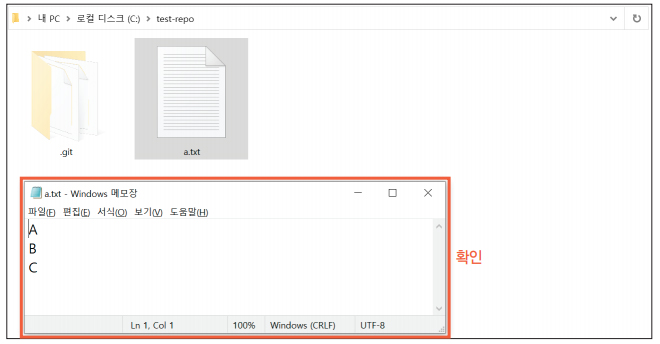 내 PC > 로컬 디스크 (C:) > test-repo
.git
a.txt
a.txt - Windows 메모장
파일(F) 편집(E) 서식(O) 보기(V) 도움말(H)
A
B
C
확인
Ln 1, Col 1 100% Windows (CRLF) UTF-8